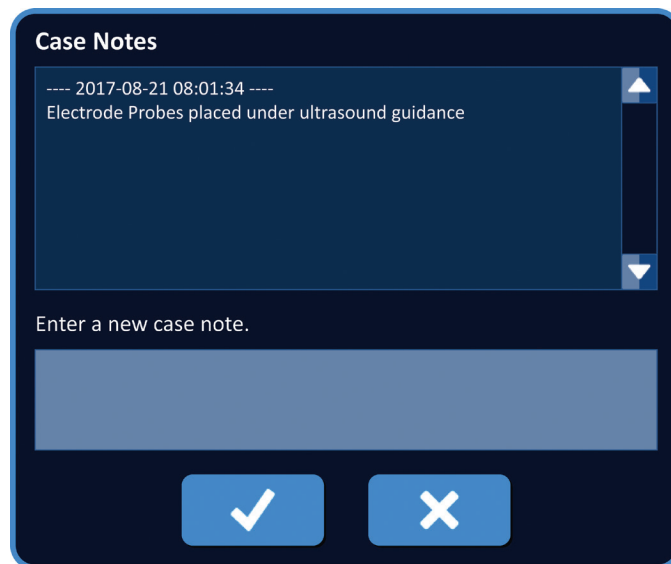 Case Notes
---- 2017-08-21 08:01:34 ----
Electrode Probes placed under ultrasound guidance
Enter a new case note.